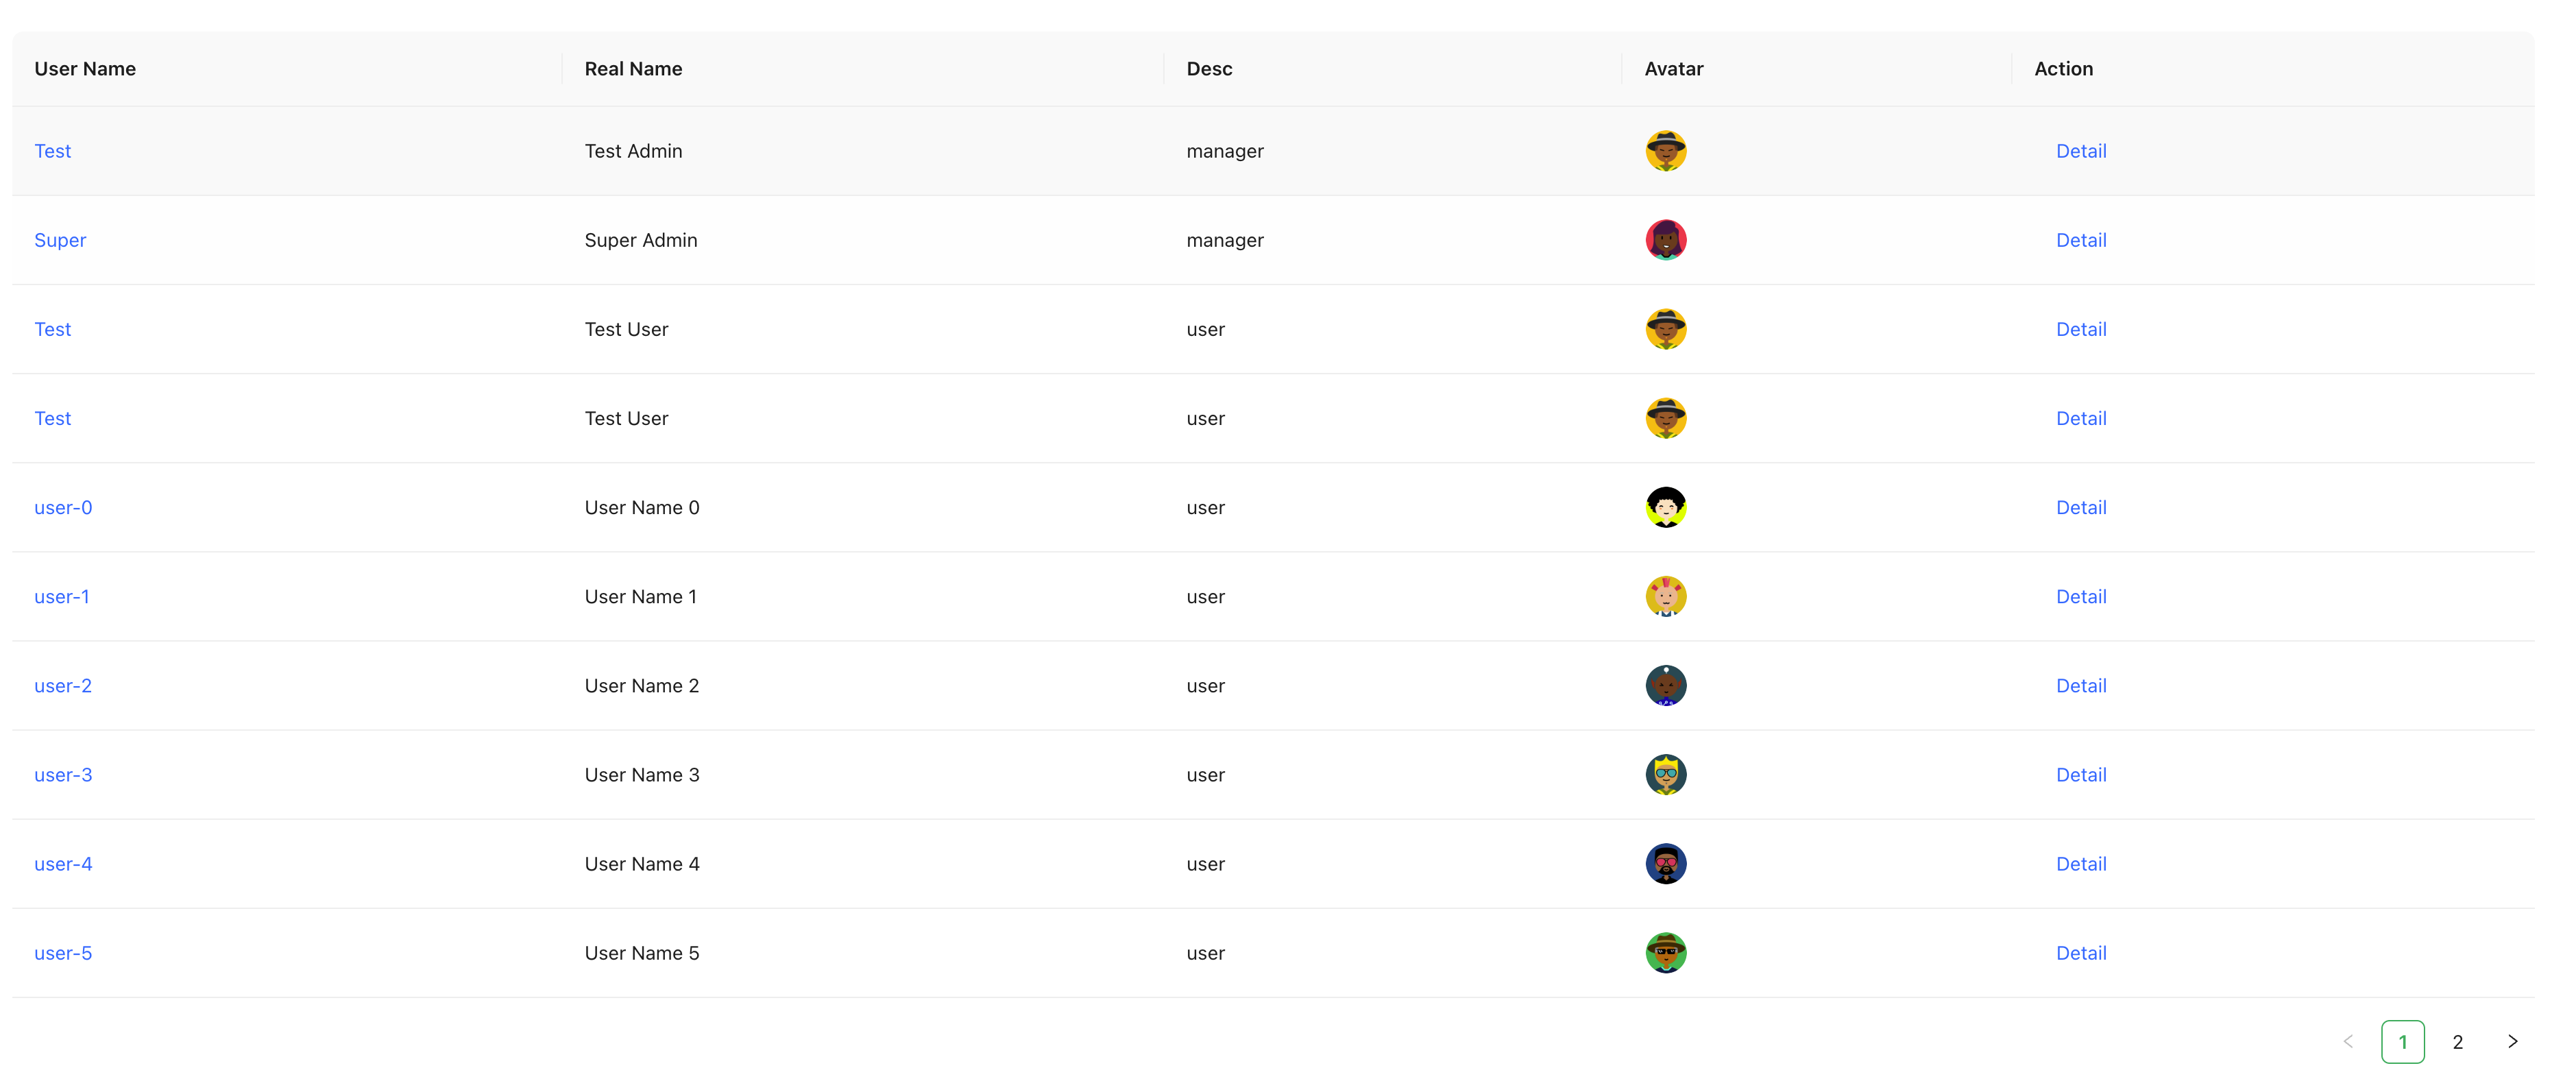 User Name Real Name Desc Avatar Action
Test Test Admin manager Detail
Super Super Admin manager Detail
Test Test User user Detail
Test Test User user Detail
user-0 User Name 0 user Detail
user-1 User Name 1 user Detail
user-2 User Name 2 user Detail
user-3 User Name 3 user Detail
user-4 User Name 4 user Detail
user-5 User Name 5 user Detail
1 2